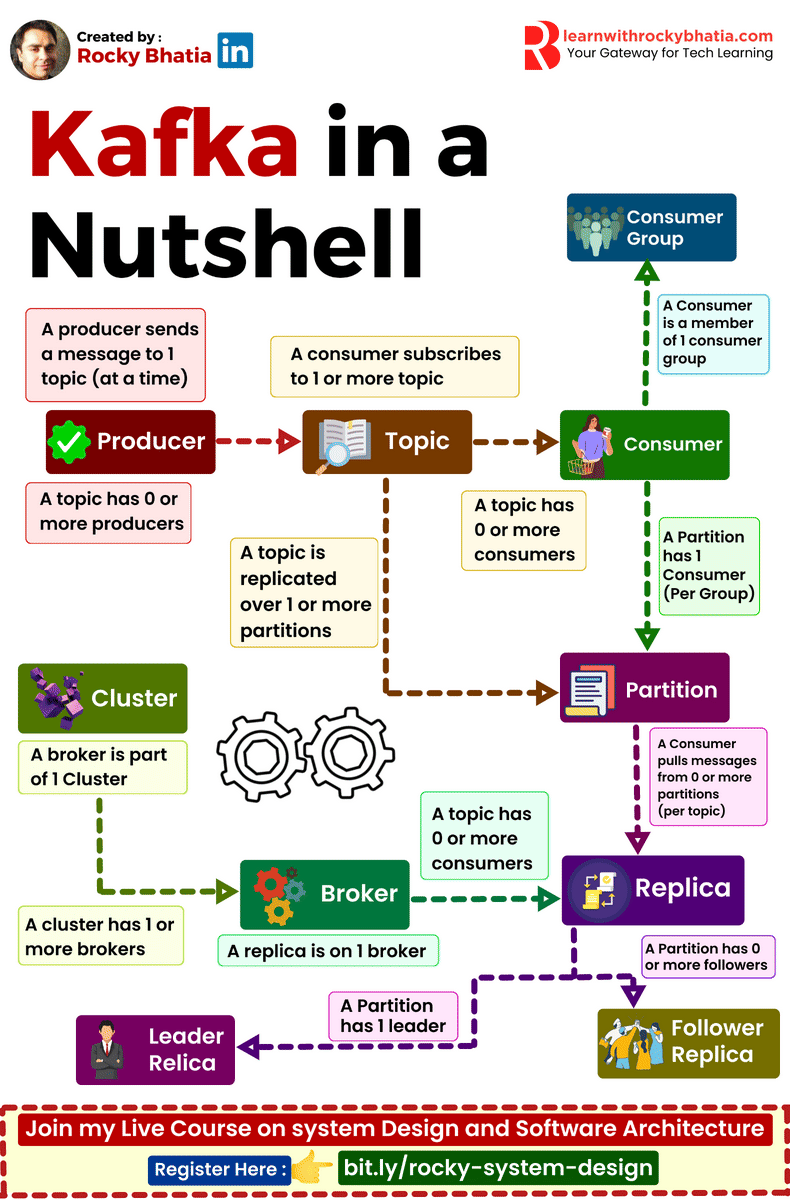 Created by :
Rocky Bhatia
in
learnwithrockybhatia.com
Your Gateway for Tech Learning
Kafka in a
Nutshell
Consumer
Group
A Consumer
is a member
of 1 consumer
group
A producer sends
a message to 1
topic (at a time)
A consumer subscribes
to 1 or more topic
Producer
Topic
Consumer
A topic has 0 or
more producers
A topic has
0 or more
consumers
A Partition
has 1
Consumer
(Per Group)
A topic is
replicated
over 1 or more
partitions
Cluster
Partition
A broker is part
of 1 Cluster
A Consumer
pulls messages
from 0 or more
partitions
(per topic)
A topic has
0 or more
consumers
Broker
Replica
A cluster has 1 or
more brokers
A replica is on 1 broker
A Partition has 0
or more followers
A Partition
has 1 leader
Leader
Relica
Follower
Replica
Join my Live Course on system Design and Software Architecture
Register Here :
bit.ly/rocky-system-design